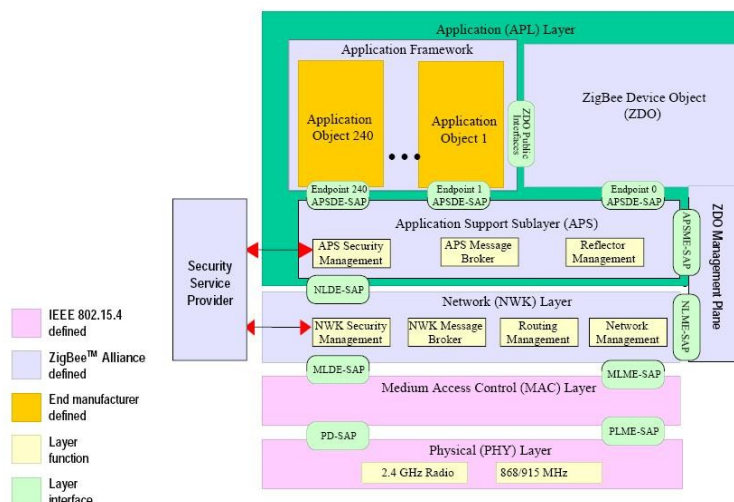 Application (APL) Layer
Application Framework
Application
Object 240
Application
Object 1
ZDO Public
Interfaces
ZigBee Device Object
(ZDO)
Endpoint 240
APSDE-SAP
Endpoint 1
APSDE-SAP
Endpoint 0
APSDE-SAP
Application Support Sublayer (APS)
APS Security
Management
APS Message
Broker
Reflector
Management
APSME-SAP
ZDO Management Plane
Security
Service
Provider
NLDE-SAP
Network (NWK) Layer
NWK Security
Management
NWK Message
Broker
Routing
Management
Network
Management
NLME-SAP
MLDE-SAP
MLME-SAP
Medium Access Control (MAC) Layer
PD-SAP
PLME-SAP
Physical (PHY) Layer
2.4 GHz Radio
868/915 MHz
IEEE 802.15.4
defined
ZigBee™ Alliance
defined
End manufacturer
defined
Layer
function
Layer
interface